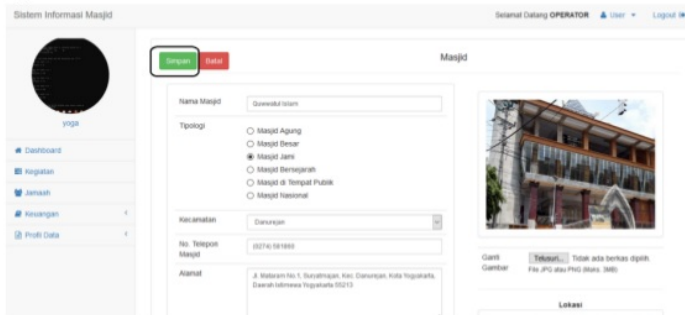 Sistem Informasi Masjid
Selamat Datang OPERATOR
User
Logout
yoga
Dashboard
Kegiatan
Jamaah
Keuangan
Profil Data
Simpan
Batal
Masjid
Nama Masjid
Quwwatul Islam
Tipologi
Masjid Agung
Masjid Besar
Masjid Jami
Masjid Bersejarah
Masjid di Tempat Publik
Masjid Nasional
Kecamatan
Danurejan
No. Telepon
Masjid
(0274)
Alamat
Jl. Mataram No.1, Suryatmajan, Kec. Danurejan, Kota Yogyakarta,
Daerah Istimewa Yogyakarta 55213
Ganti
Gambar
Telusuri... Tidak ada berkas dipilih.
File JPG atau PNG (Maks. 3MB)
Lokasi